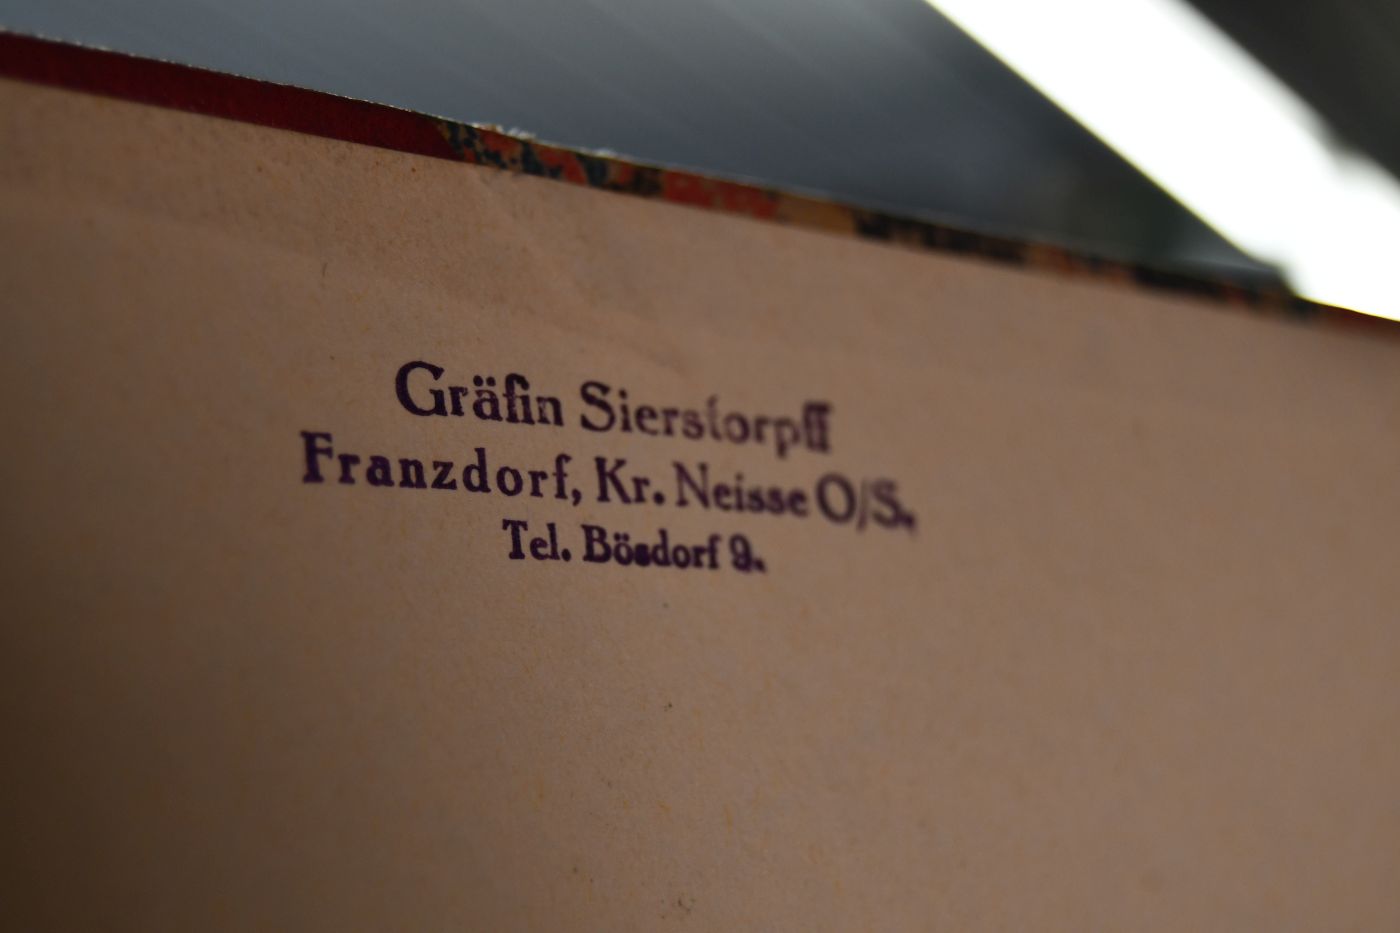 Gräfin Sierstorpff
Franzdorf, Kr. Neisse O/S.
Tel. Bösdorf 9.